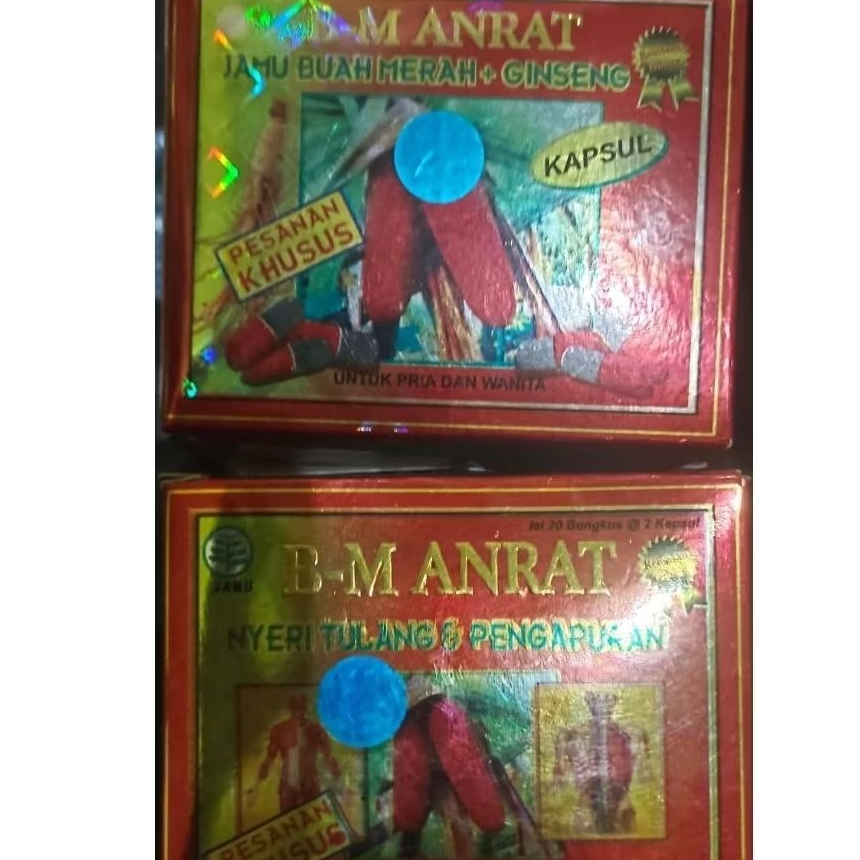 B-M ANRAT
JAMU BUAH MERAH + GINSENG
KAPSUL
PESANAN
KHUSUS
UNTUK PRIA DAN WANITA
Isi 30 Bungkus @ 2 Kapsul
JAMU
B-M ANRAT
NYERI TULANG & PENGAPURAN
PESANAN
KHUSUS